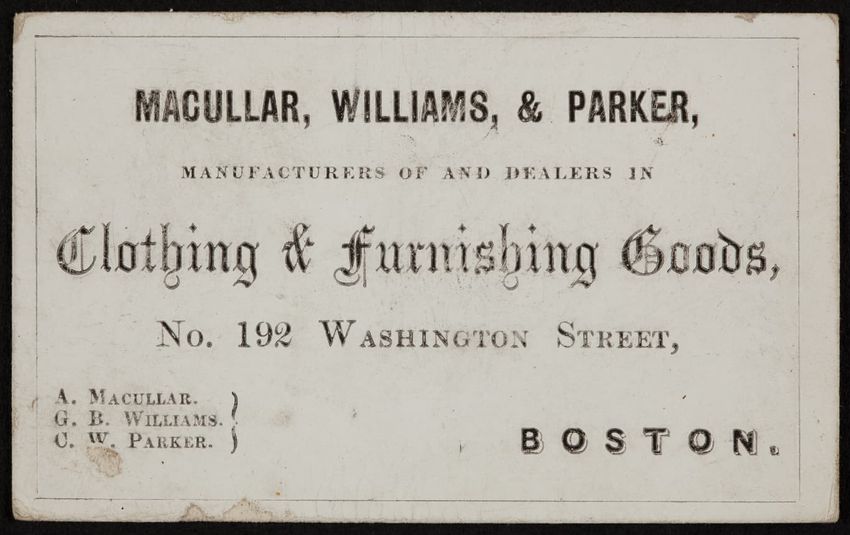 MACULLAR, WILLIAMS, & PARKER,
MANUFACTURERS OF AND DEALERS IN
Clothing & Furnishing Goods,
No. 192 Washington Street,
A. Macullar.
G. B. Williams.
C. W. Parker.
BOSTON.